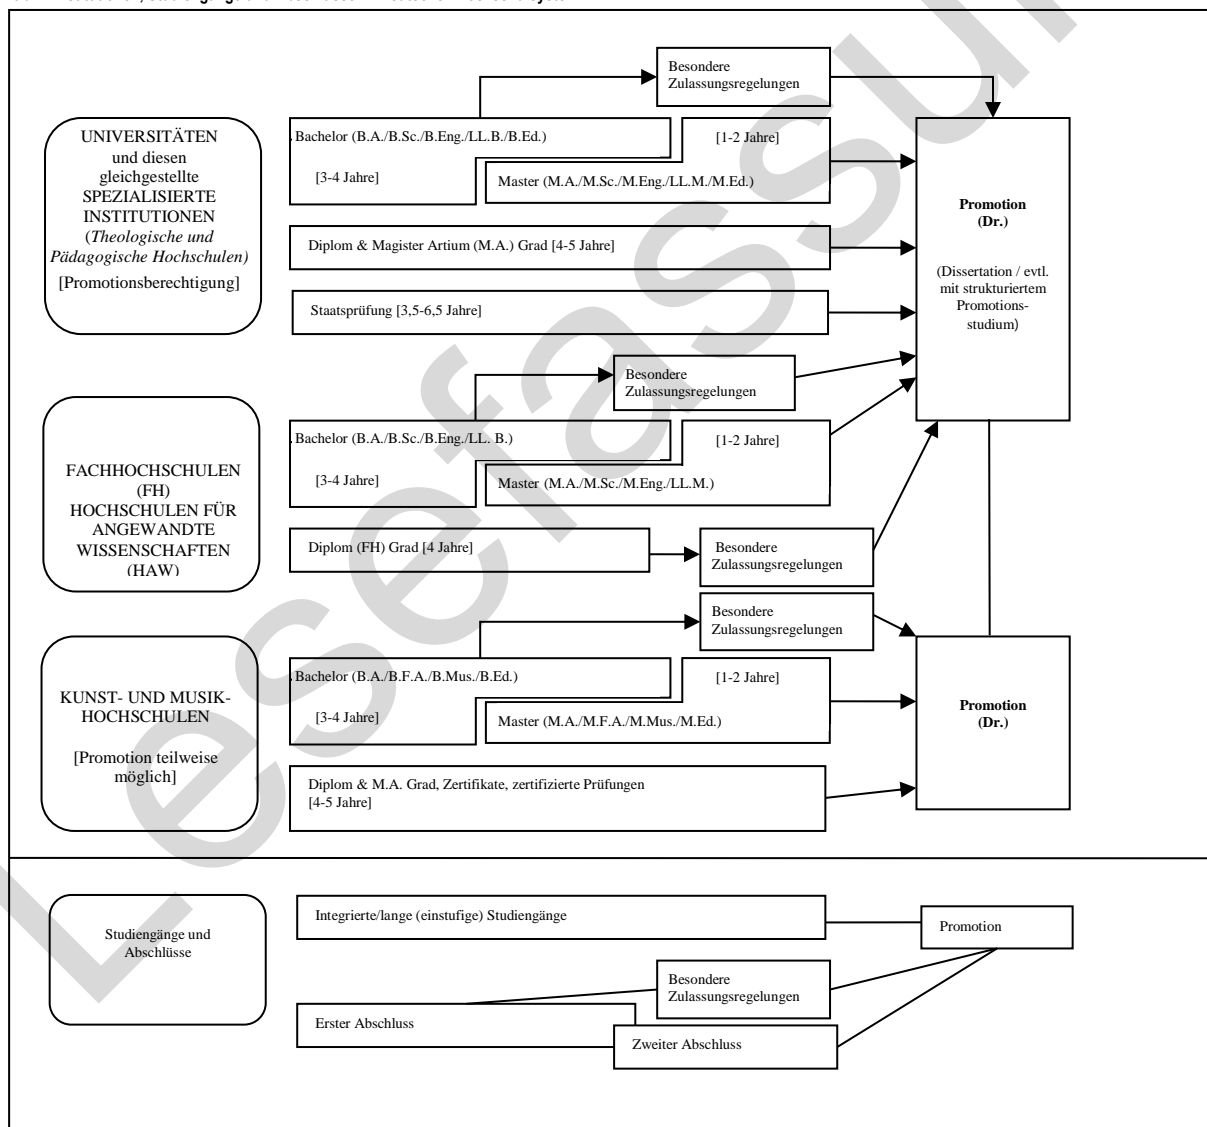 Besondere
Zulassungsregelungen
UNIVERSITÄTEN
und diesen
gleichgestellte
SPEZIALISIERTE
INSTITUTIONEN
(Theologische und
Pädagogische Hochschulen)
[Promotionsberechtigung]
Bachelor (B.A./B.Sc./B.Eng./LL.B./B.Ed.)
[3-4 Jahre]
[1-2 Jahre]
Master (M.A./M.Sc./M.Eng./LL.M./M.Ed.)
Diplom & Magister Artium (M.A.) Grad [4-5 Jahre]
Staatsprüfung [3,5-6,5 Jahre]
Promotion
(Dr.)
(Dissertation / evtl.
mit strukturiertem
Promotions-
studium)
Besondere
Zulassungsregelungen
FACHHOCHSCHULEN
(FH)
HOCHSCHULEN FÜR
ANGEWANDTE
WISSENSCHAFTEN
(HAW)
Bachelor (B.A./B.Sc./B.Eng./LL. B.)
[3-4 Jahre]
[1-2 Jahre]
Master (M.A./M.Sc./M.Eng./LL.M.)
Diplom (FH) Grad [4 Jahre]
Besondere
Zulassungsregelungen
Besondere
Zulassungsregelungen
KUNST- UND MUSIK-
HOCHSCHULEN
[Promotion teilweise
möglich]
Bachelor (B.A./B.F.A./B.Mus./B.Ed.)
[3-4 Jahre]
[1-2 Jahre]
Master (M.A./M.F.A./M.Mus./M.Ed.)
Diplom & M.A. Grad, Zertifikate, zertifizierte Prüfungen
[4-5 Jahre]
Promotion
(Dr.)
Studiengänge und
Abschlüsse
Integrierte/lange (einstufige) Studiengänge
Promotion
Besondere
Zulassungsregelungen
Erster Abschluss
Zweiter Abschluss